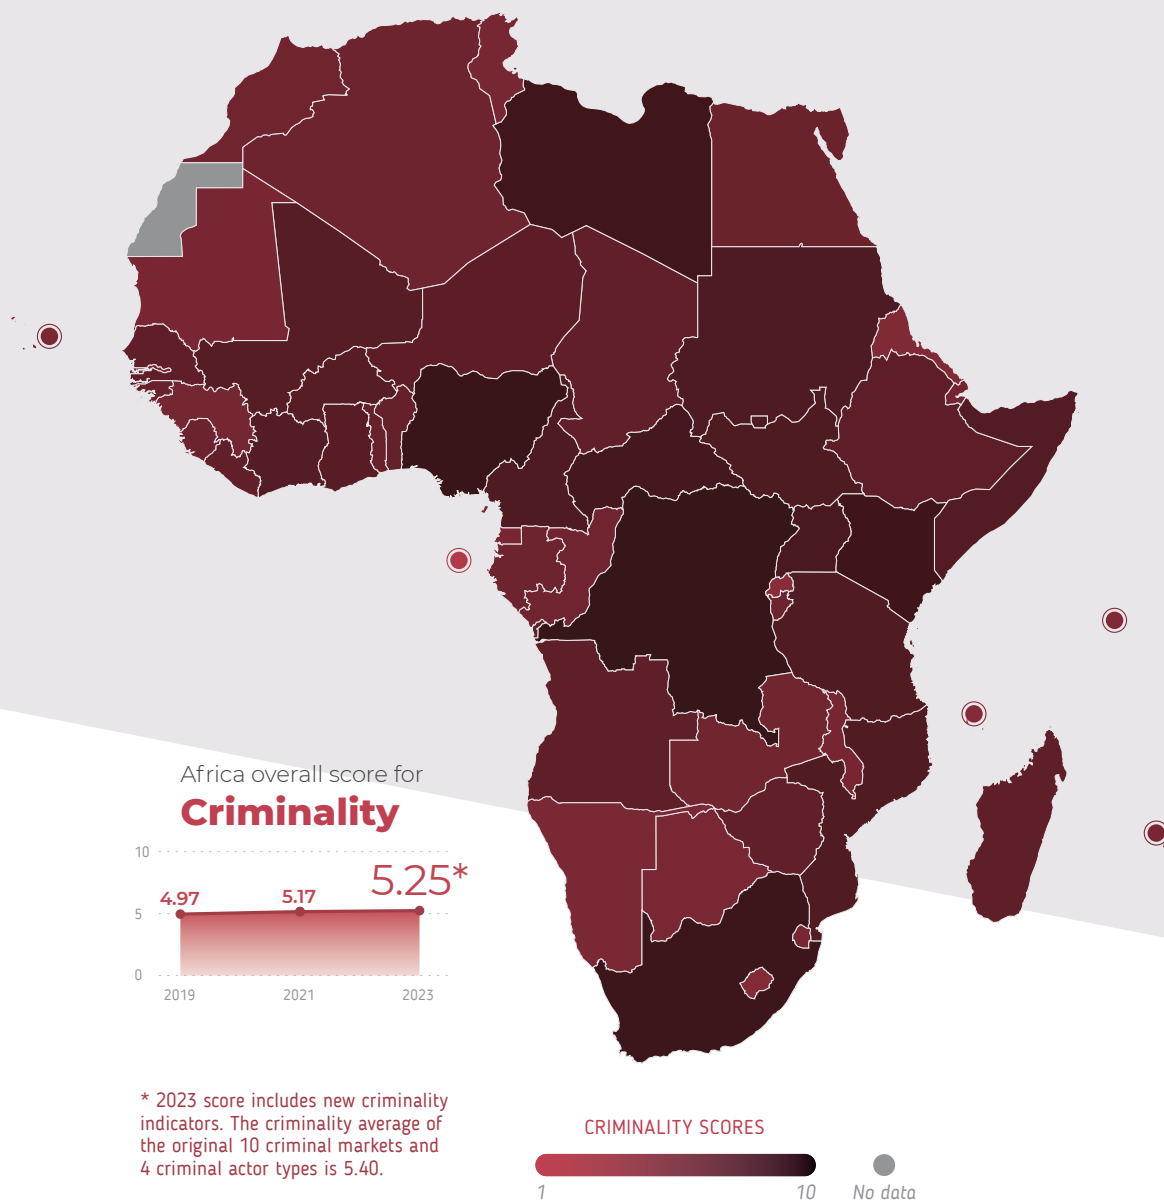 Africa overall score for
Criminality
10
5.25*
4.97
5.17
5
0
2019
2021
2023
* 2023 score includes new criminality
indicators. The criminality average of
the original 10 criminal markets and
4 criminal actor types is 5.40.
CRIMINALITY SCORES
1
10
No data